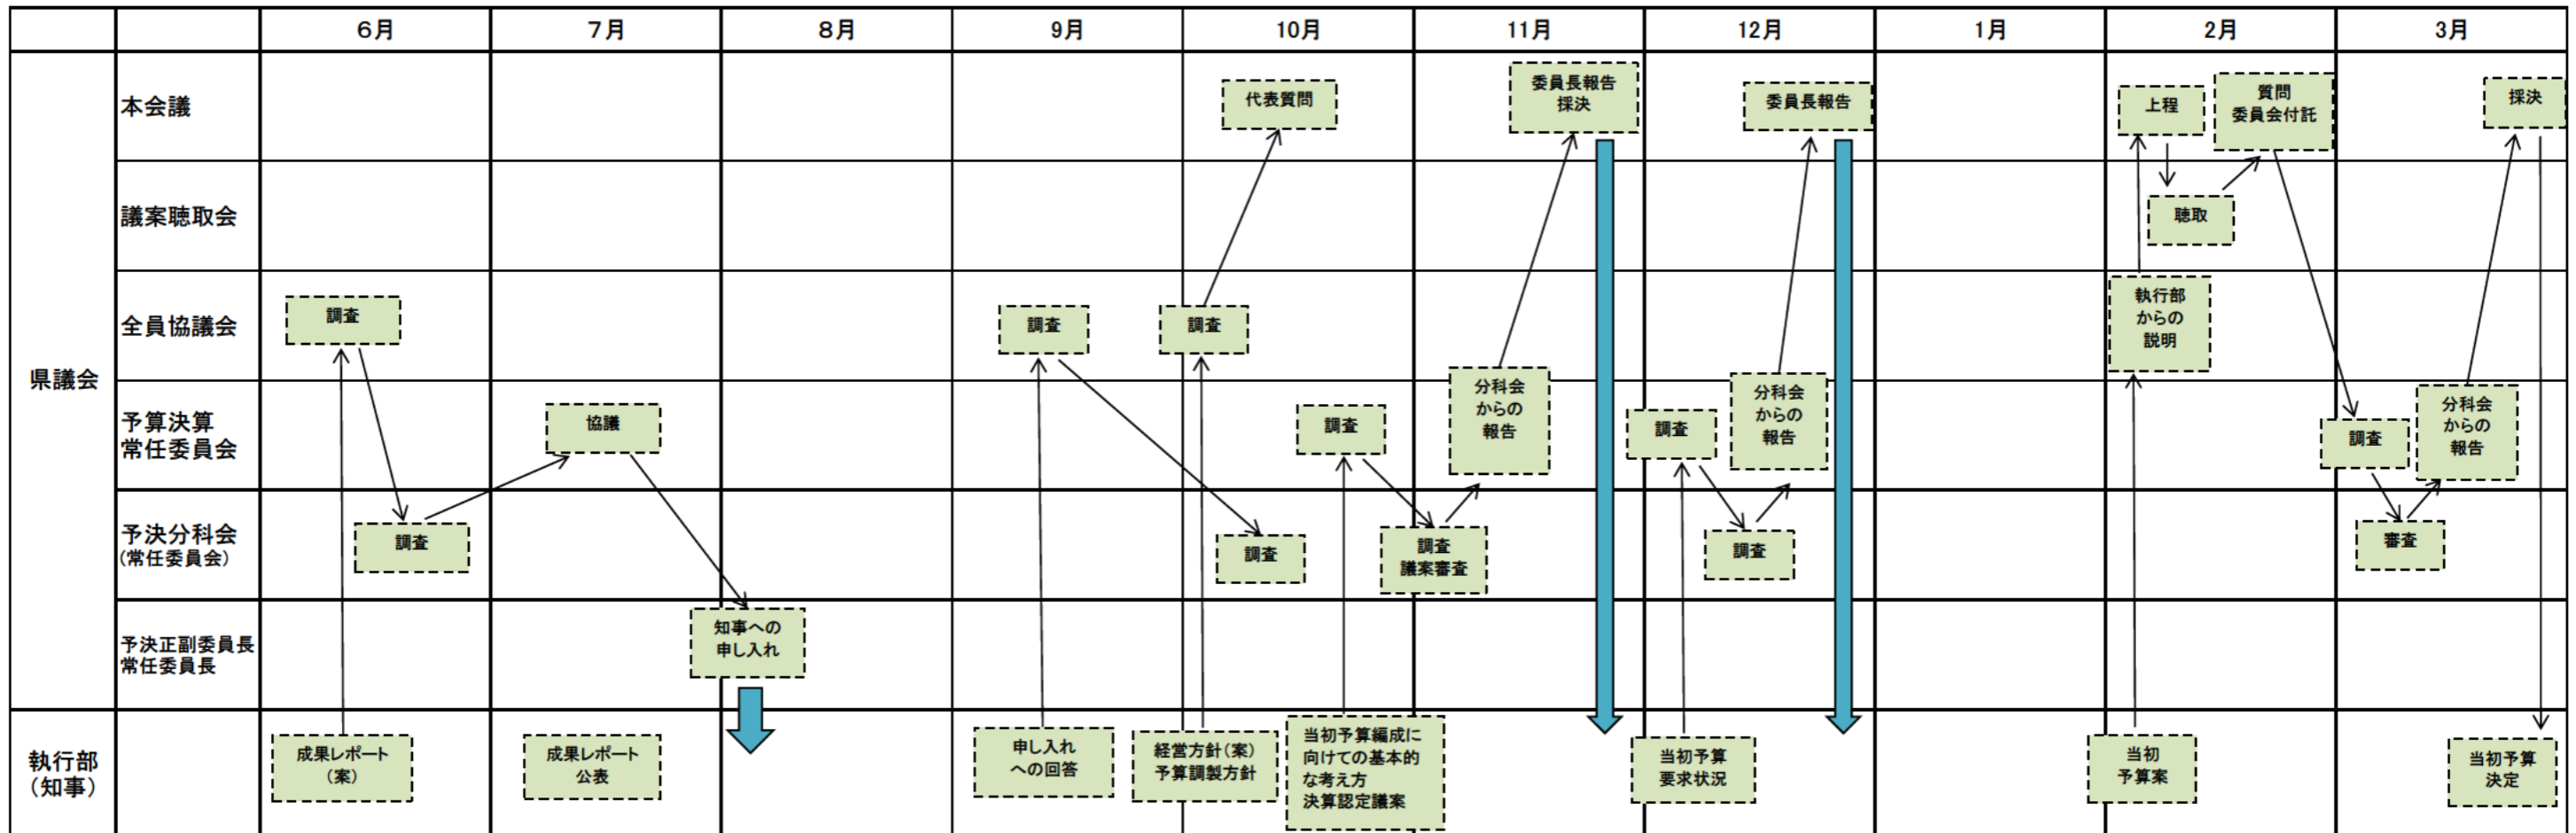 6月
7月
8月
9月
10月
11月
12月
1月
2月
3月
県議会
本会議
代表質問
委員長報告
採決
委員長報告
上程
質問
委員会付託
採決
議案聴取会
聴取
全員協議会
調査
調査
調査
執行部
からの
説明
予算決算
常任委員会
協議
調査
分科会
からの
報告
調査
分科会
からの
報告
調査
分科会
からの
報告
予決分科会
(常任委員会)
調査
調査
調査
議案審査
調査
審査
予決正副委員長
常任委員長
知事への
申し入れ
執行部
(知事)
成果レポート
(案)
成果レポート
公表
申し入れ
への回答
経営方針(案)
予算調製方針
当初予算編成に
向けての基本的
な考え方
決算認定議案
当初予算
要求状況
当初
予算案
当初予算
決定